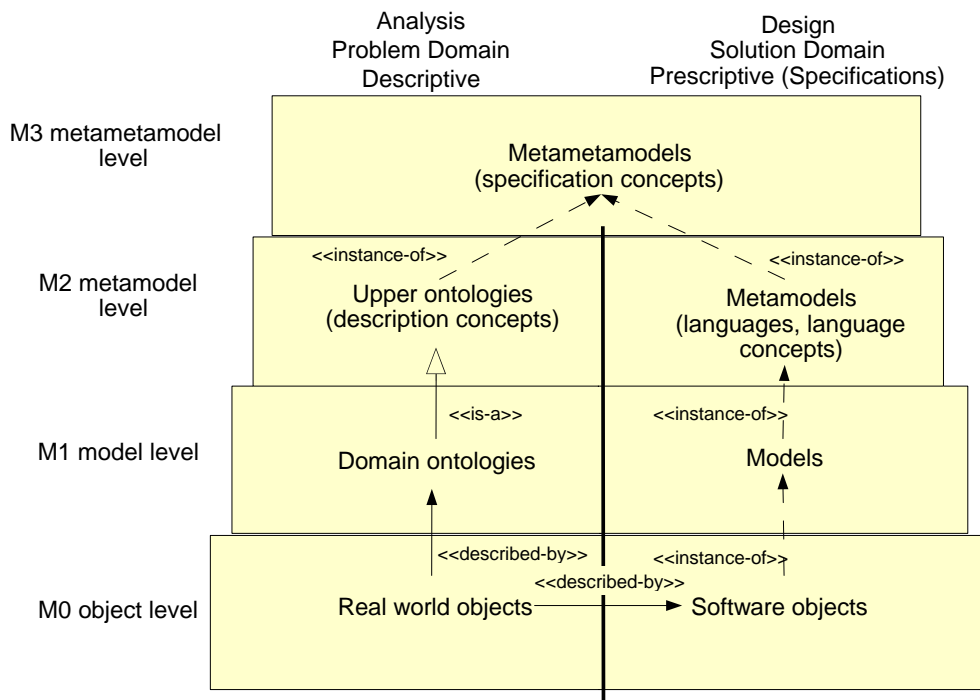 Analysis
Problem Domain
Descriptive
Design
Solution Domain
Prescriptive (Specifications)
M3 metametamodel
level
Metametamodels
(specification concepts)
<<instance-of>>
<<instance-of>>
M2 metamodel
level
Upper ontologies
(description concepts)
Metamodels
(languages, language
concepts)
<<is-a>>
<<instance-of>>
M1 model level
Domain ontologies
Models
<<described-by>>
<<instance-of>>
<<described-by>>
M0 object level
Real world objects
Software objects